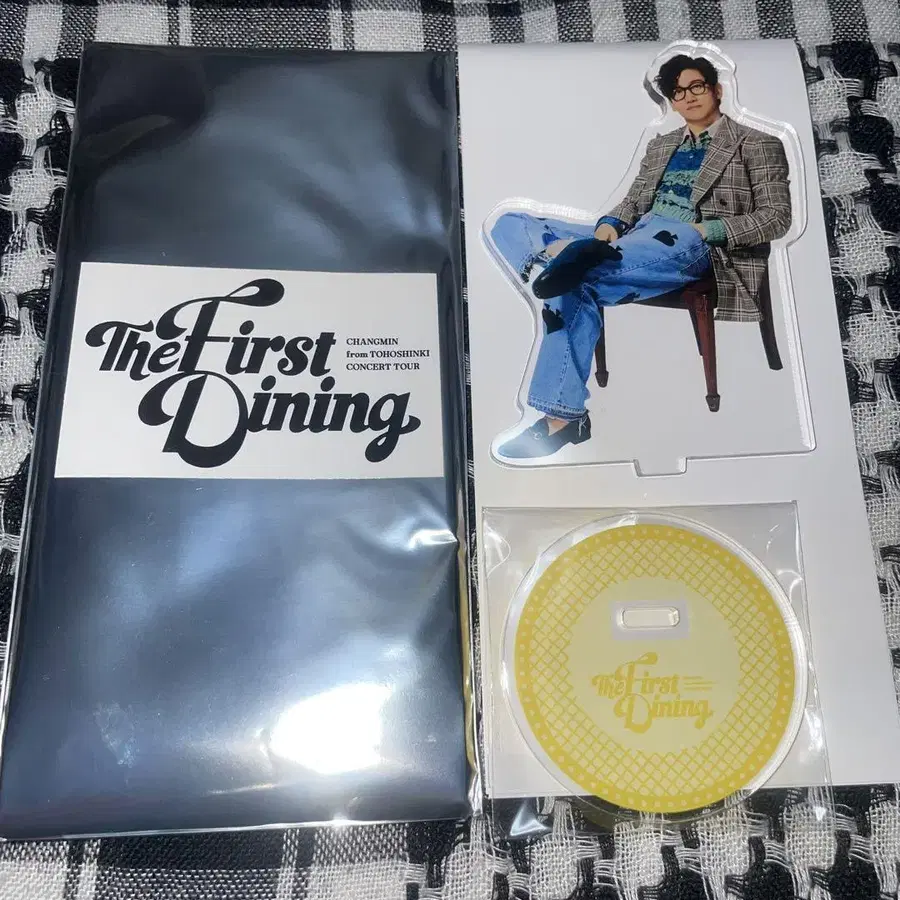 The First
Dining
CHANGMIN
from TOHOSHINKI
CONCERT TOUR
The First
Dining